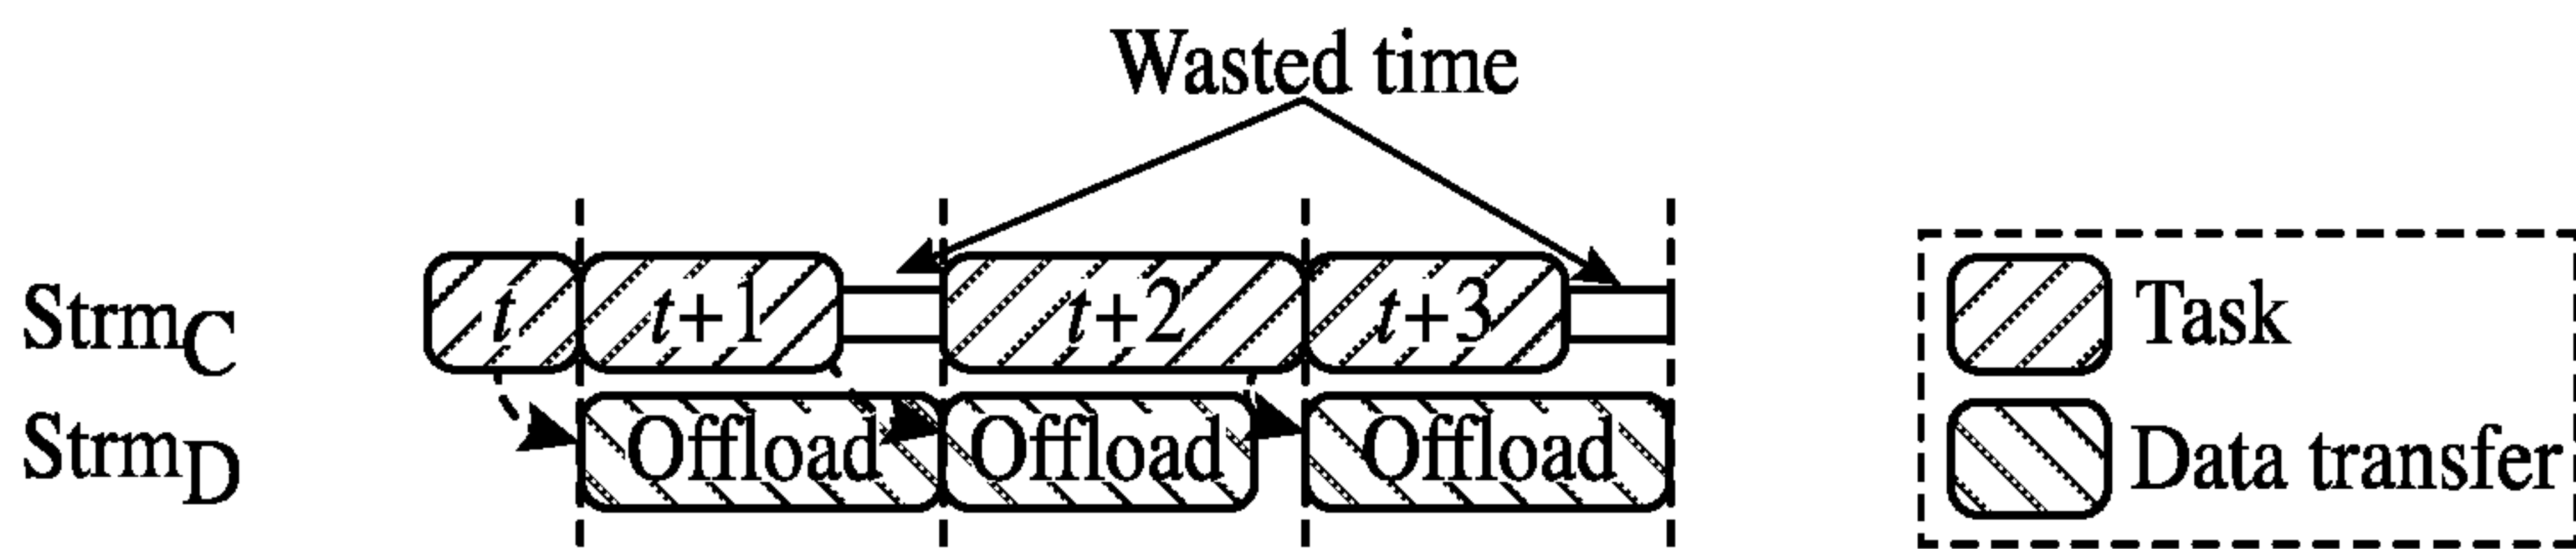 Wasted time
StrmC t t+1 t+2 t+3
StrmD Offload Offload Offload
Task
Data transfer